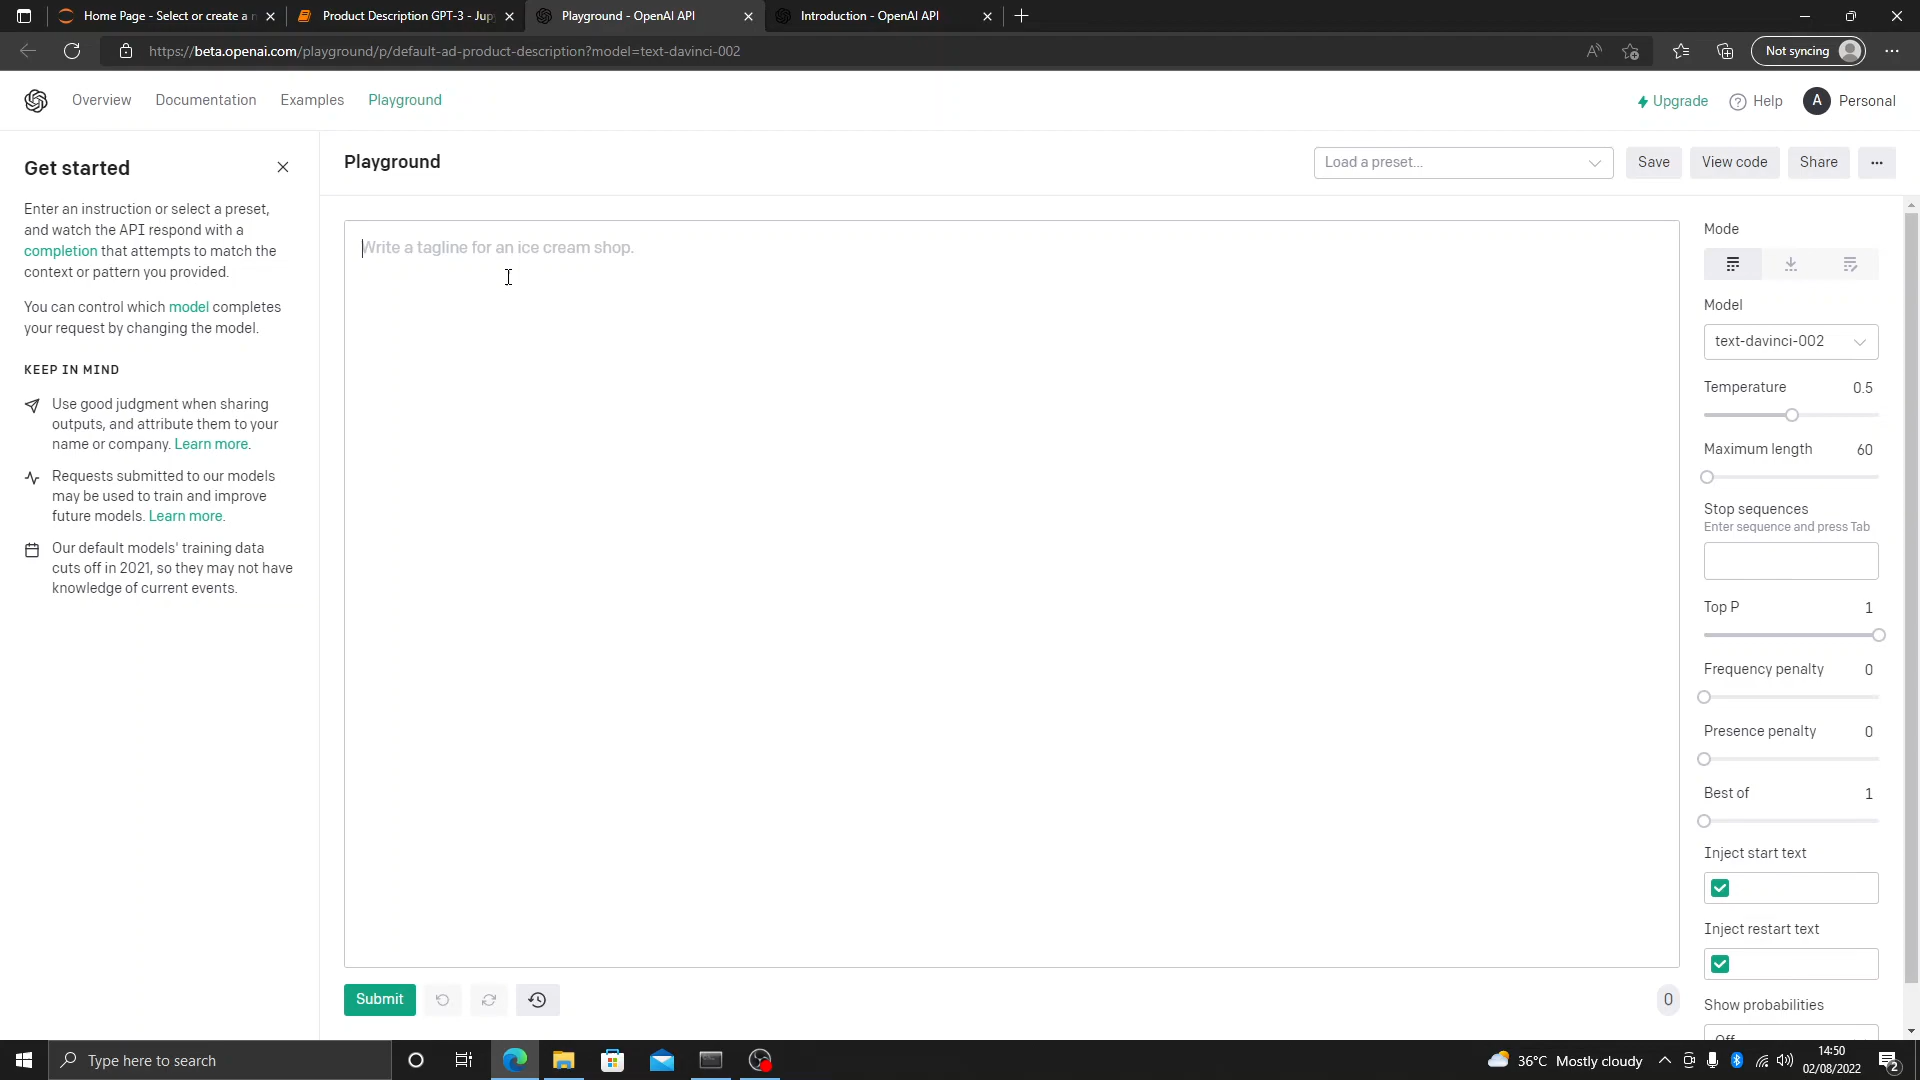 Home Page - Select or create a n
Product Description GPT-3 - Jup
Playground - OpenAI API
Introduction - OpenAI API
https://beta.openai.com/playground/p/default-ad-product-description?model=text-davinci-002
Not syncing
Overview
Documentation
Examples
Playground
Upgrade
Help
A
Personal
Get started
Enter an instruction or select a preset,
and watch the API respond with a
completion that attempts to match the
context or pattern you provided.
You can control which model completes
your request by changing the model.
KEEP IN MIND
Use good judgment when sharing
outputs, and attribute them to your
name or company. Learn more.
Requests submitted to our models
may be used to train and improve
future models. Learn more.
Our default models' training data
cuts off in 2021, so they may not have
knowledge of current events.
Playground
Load a preset...
Save
View code
Share
Write a tagline for an ice cream shop.
Mode
Model
text-davinci-002
Temperature 0.5
Maximum length 60
Stop sequences
Enter sequence and press Tab
Top P 1
Frequency penalty 0
Presence penalty 0
Best of 1
Inject start text
Inject restart text
Show probabilities
Off
Submit
0
Type here to search
36°C Mostly cloudy
14:50
02/08/2022
2